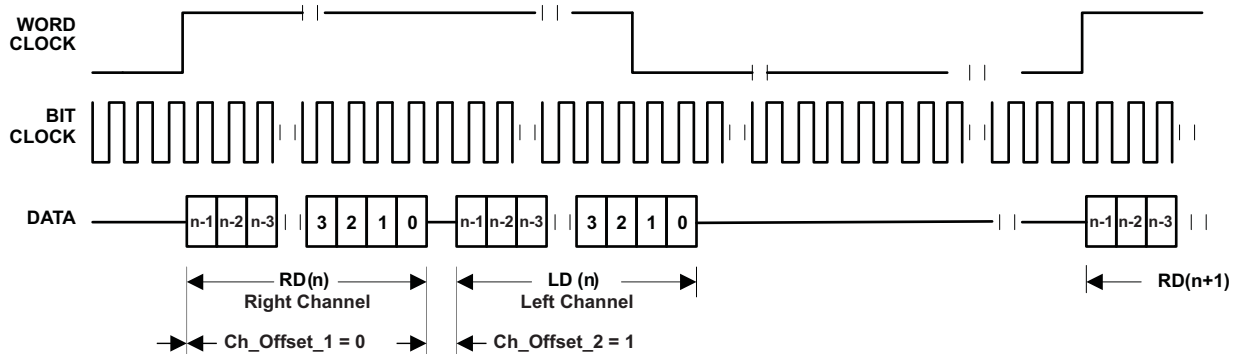 WORD
CLOCK
BIT
CLOCK
DATA
n-1 n-2 n-3 3 2 1 0 n-1 n-2 n-3 3 2 1 0 n-1 n-2 n-3
RD(n)
Right Channel
LD (n)
Left Channel
RD(n+1)
Ch_Offset_1 = 0
Ch_Offset_2 = 1